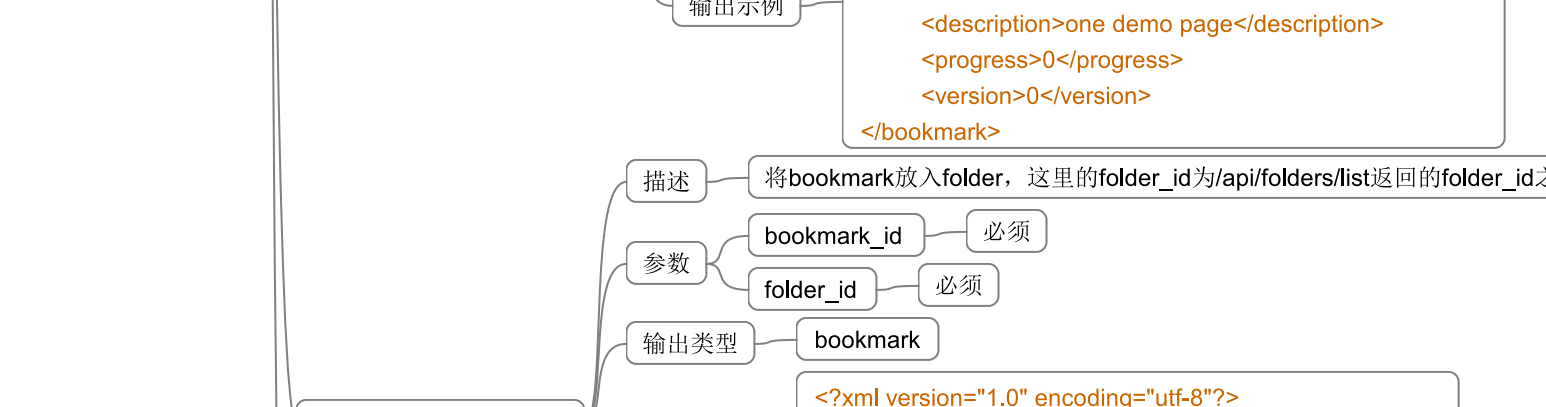 输出示例
<description>one demo page</description>
<progress>0</progress>
<version>0</version>
</bookmark>
描述
将bookmark放入folder，这里的folder_id为/api/folders/list返回的folder_id之
参数
bookmark_id
必须
folder_id
必须
输出类型
bookmark
<?xml version="1.0" encoding="utf-8"?>